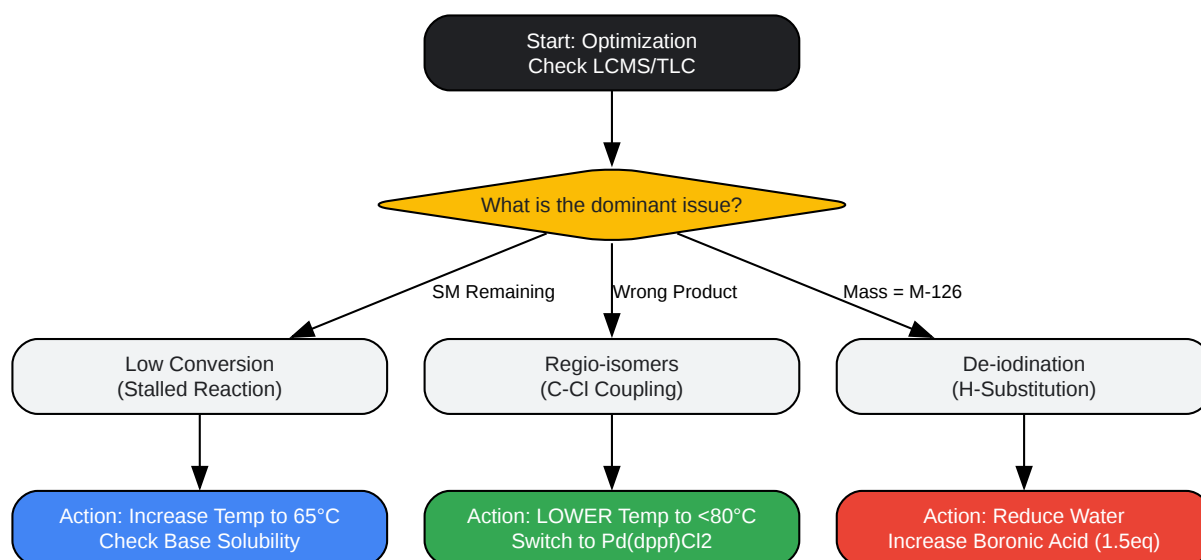 Start: Optimization
Check LCMS/TLC
What is the dominant issue?
SM Remaining
Wrong Product
Mass = M-126
Low Conversion
(Stalled Reaction)
Regio-isomers
(C-Cl Coupling)
De-iodination
(H-Substitution)
Action: Increase Temp to 65°C
Check Base Solubility
Action: LOWER Temp to <80°C
Switch to Pd(dppf)Cl2
Action: Reduce Water
Increase Boronic Acid (1.5eq)